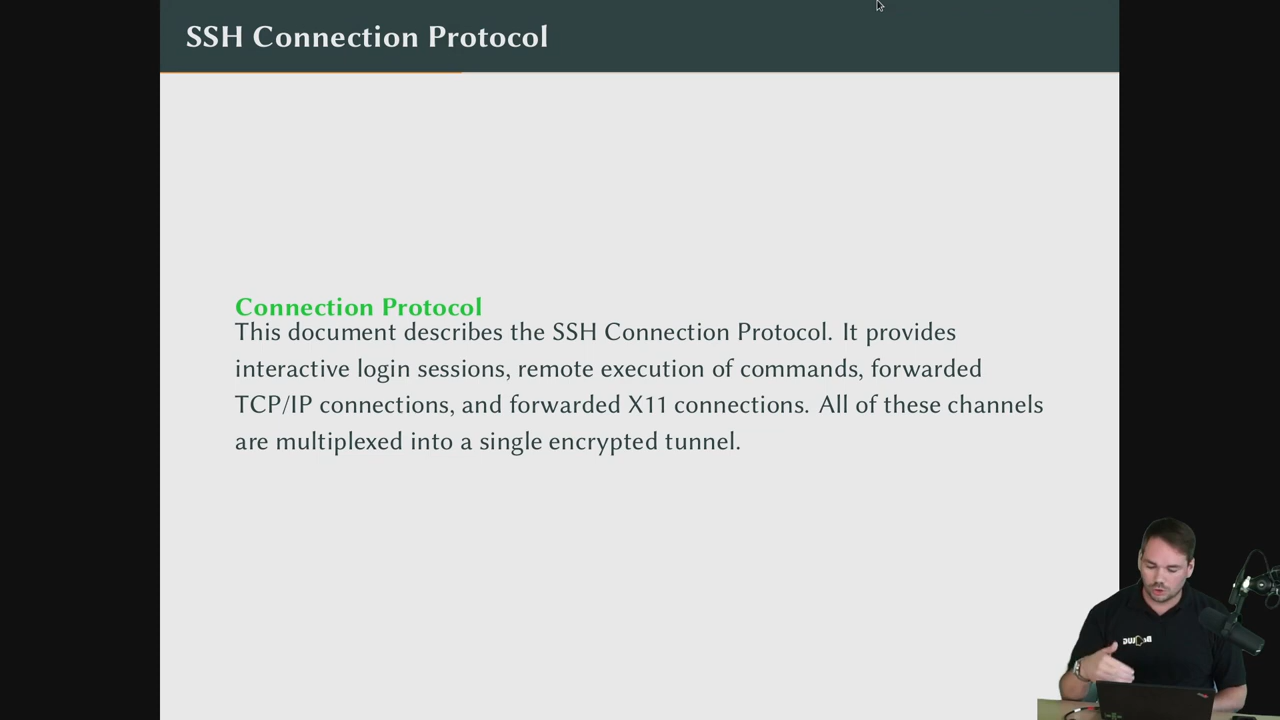 SSH Connection Protocol
Connection Protocol
This document describes the SSH Connection Protocol. It provides
interactive login sessions, remote execution of commands, forwarded
TCP/IP connections, and forwarded X11 connections. All of these channels
are multiplexed into a single encrypted tunnel.